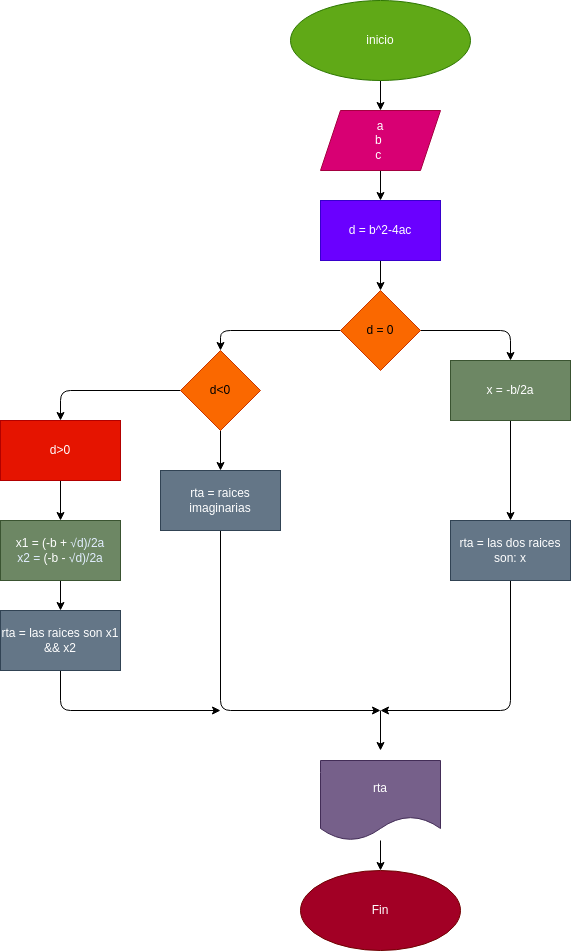 inicio
a
b
c
d = b^2-4ac
d = 0
d<0
x = -b/2a
d>0
rta = raices
imaginarias
x1 = (-b + √d)/2a
x2 = (-b - √d)/2a
rta = las dos raices
son: x
rta = las raices son x1
&& x2
rta
Fin